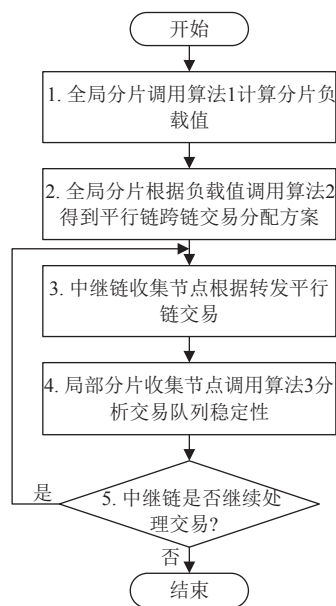 开始
1. 全局分片调用算法1计算分片负
载值
2. 全局分片根据负载值调用算法2
得到平行链跨链交易分配方案
3. 中继链收集节点根据转发平行
链交易
4. 局部分片收集节点调用算法3分
析交易队列稳定性
是
5. 中继链是否继续处
理交易?
否
结束